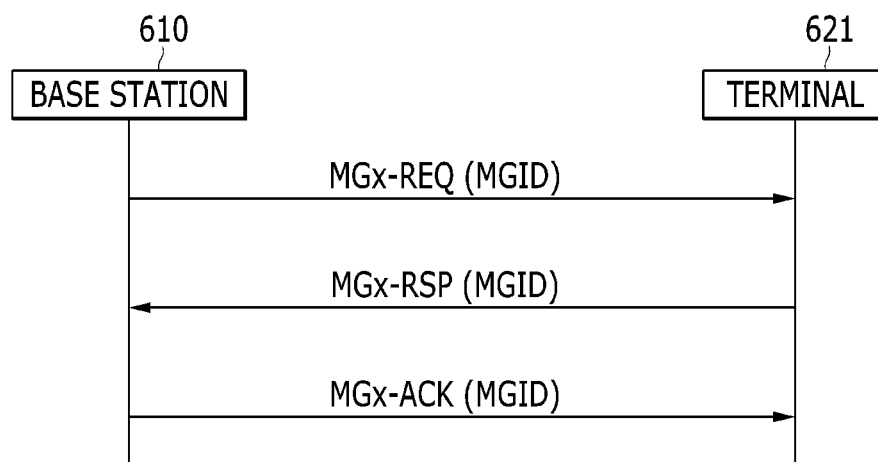 610
621
BASE STATION
TERMINAL
MGx-REQ (MGID)
MGx-RSP (MGID)
MGx-ACK (MGID)